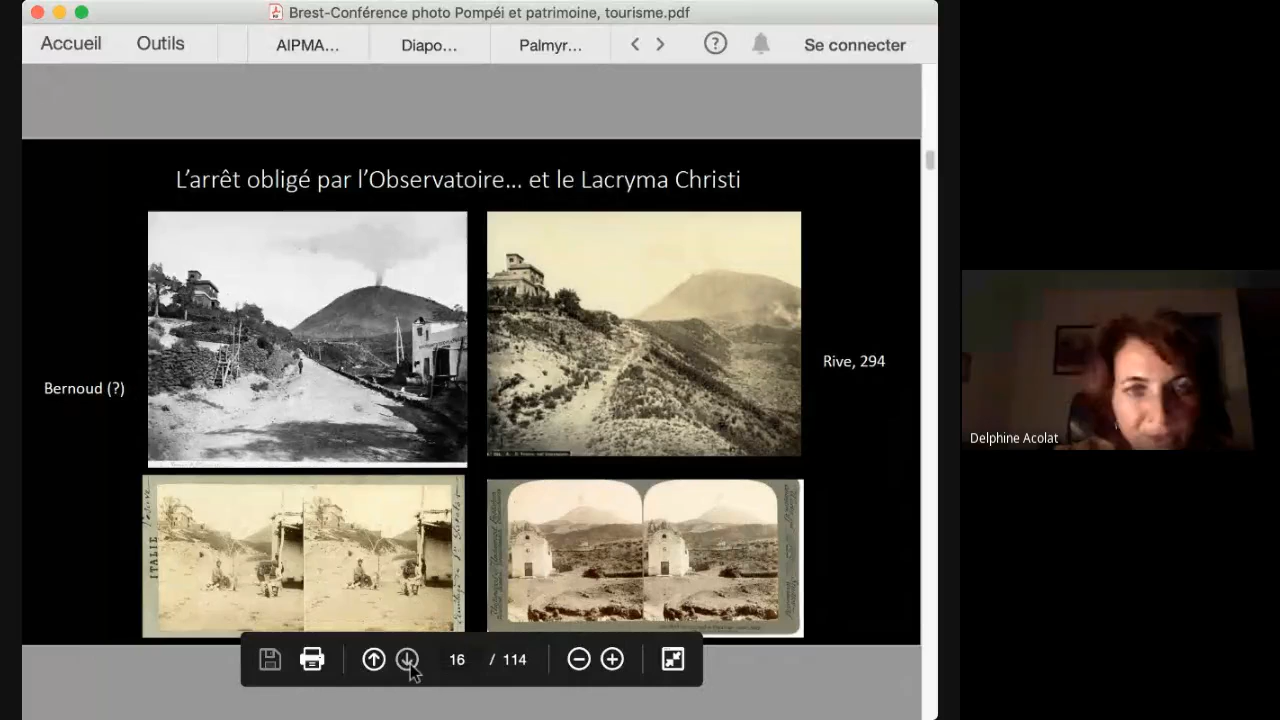 Brest-Conférence photo Pompéi et patrimoine, tourisme.pdf
Accueil
Outils
AIPMA...
Diapo...
Palmyr...
Se connecter
L'arrêt obligé par l'Observatoire... et le Lacryma Christi
Bernoud (?)
Rive, 294
ITALIE
Delphine Acolat
16 / 114